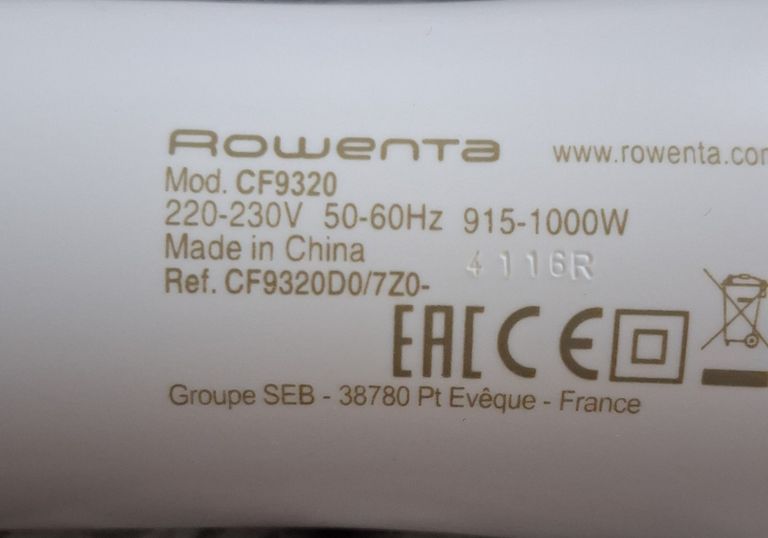 Rowenta www.rowenta.com
Mod. CF9320
220-230V 50-60Hz 915-1000W
Made in China
4116R
Ref. CF9320D0/7Z0-
EAC CE
Groupe SEB - 38780 Pt Evêque - France